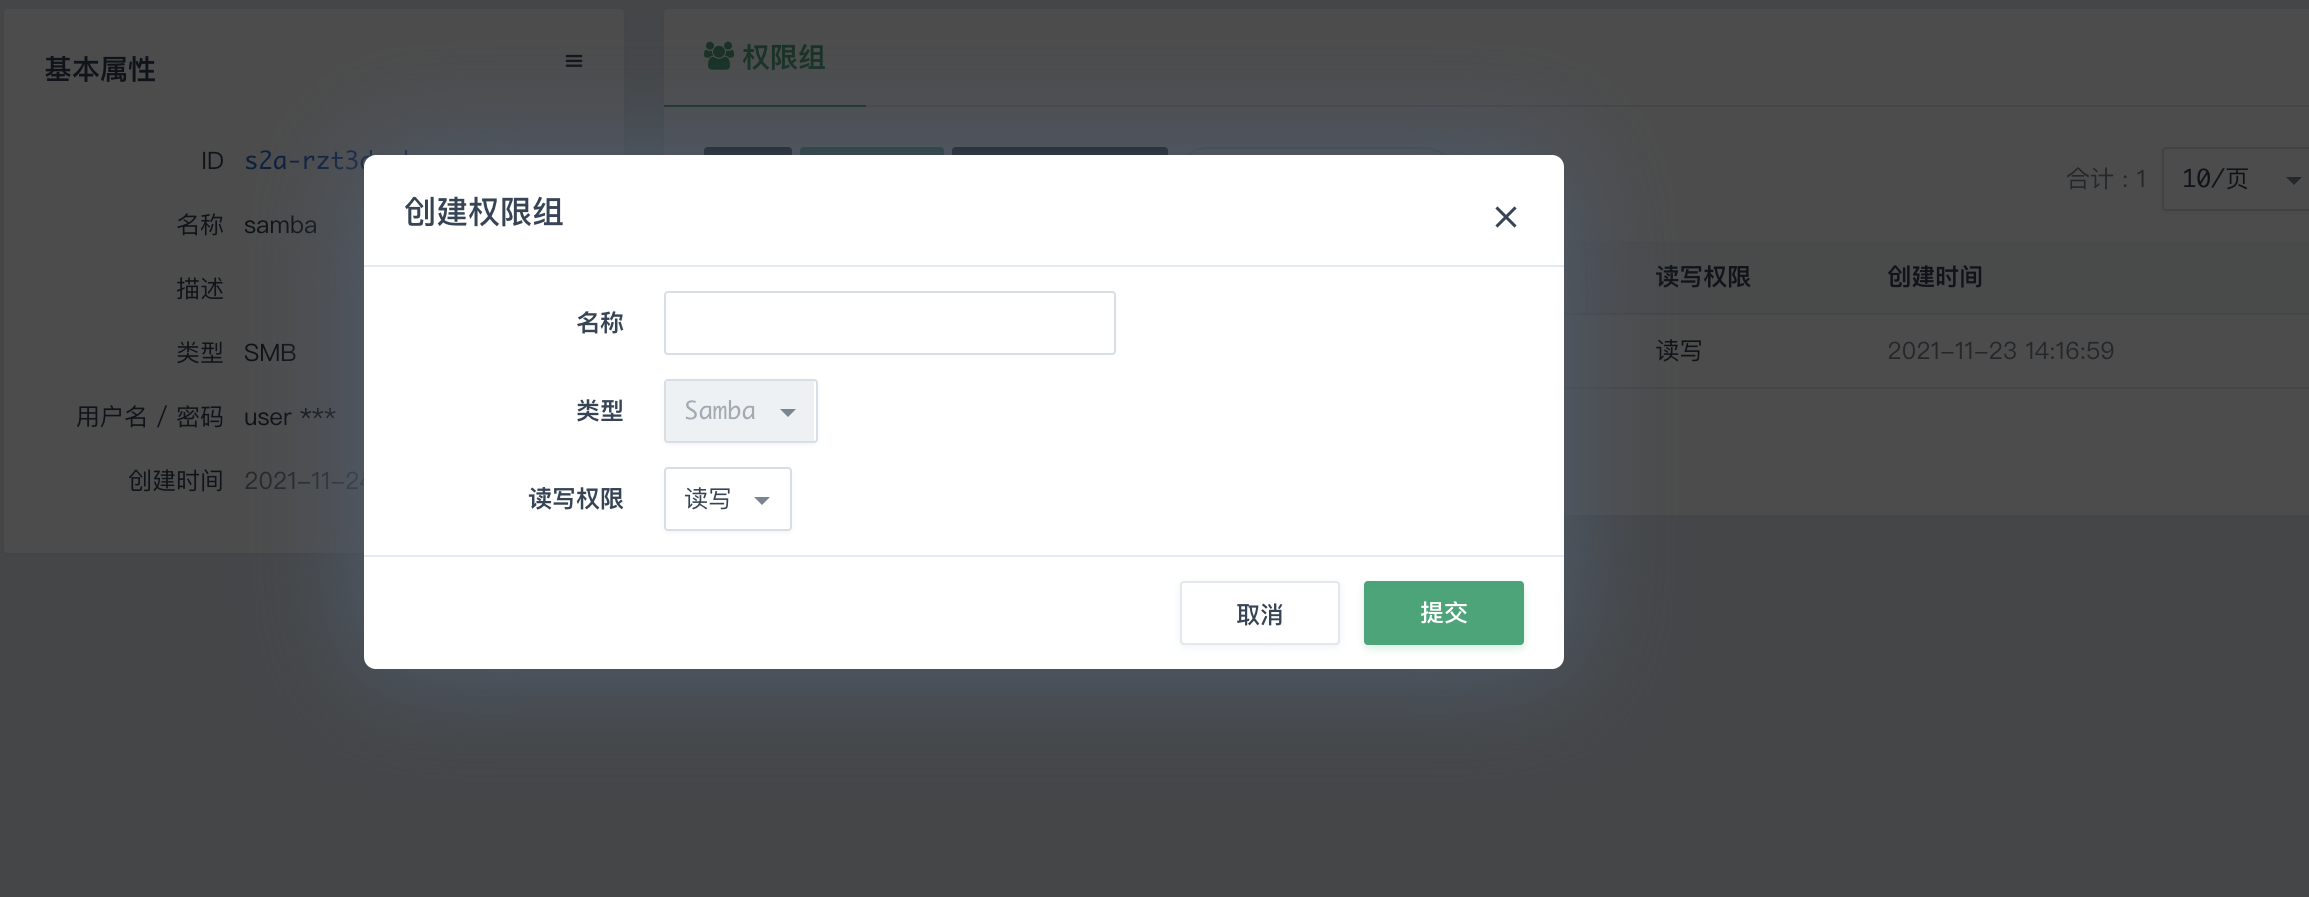 基本属性
ID s2a-rzt3
名称 samba
描述
类型 SMB
用户名 / 密码 user ***
创建时间 2021-11-2
权限组
合计：1 10/页
读写权限 创建时间
读写 2021-11-23 14:16:59
创建权限组
名称
类型 Samba
读写权限 读写
取消 提交